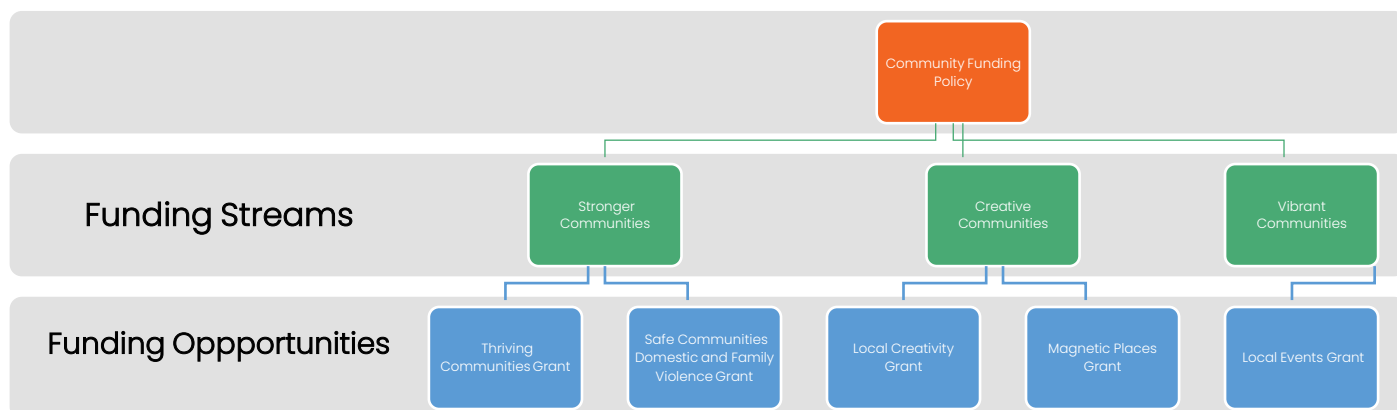 Community Funding
Policy
Funding Streams
Stronger
Communities
Creative
Communities
Vibrant
Communities
Funding Oppportunities
Thriving
Communities Grant
Safe Communities
Domestic and Family
Violence Grant
Local Creativity
Grant
Magnetic Places
Grant
Local Events Grant